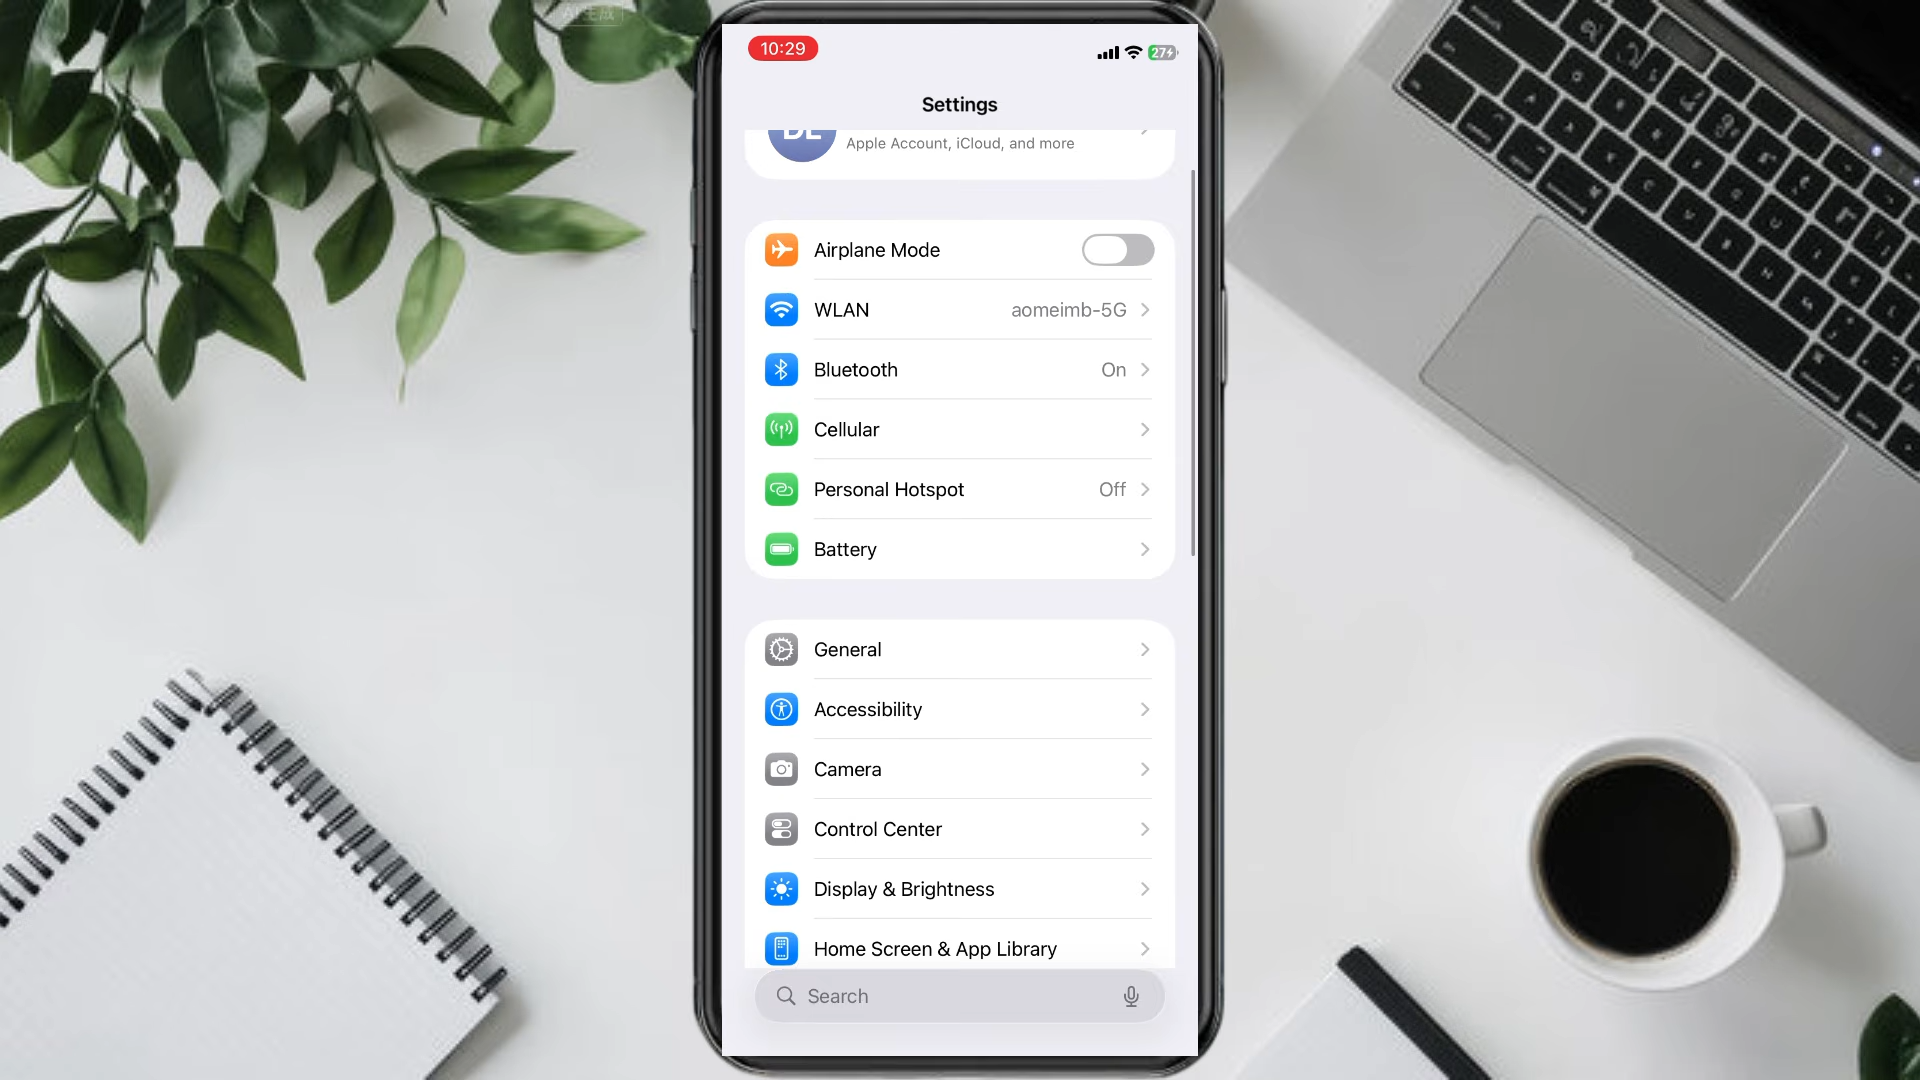 10:29
27
Settings
Apple Account, iCloud, and more
Airplane Mode
WLAN aomeimb-5G
Bluetooth On
Cellular
Personal Hotspot Off
Battery
General
Accessibility
Camera
Control Center
Display & Brightness
Home Screen & App Library
Search